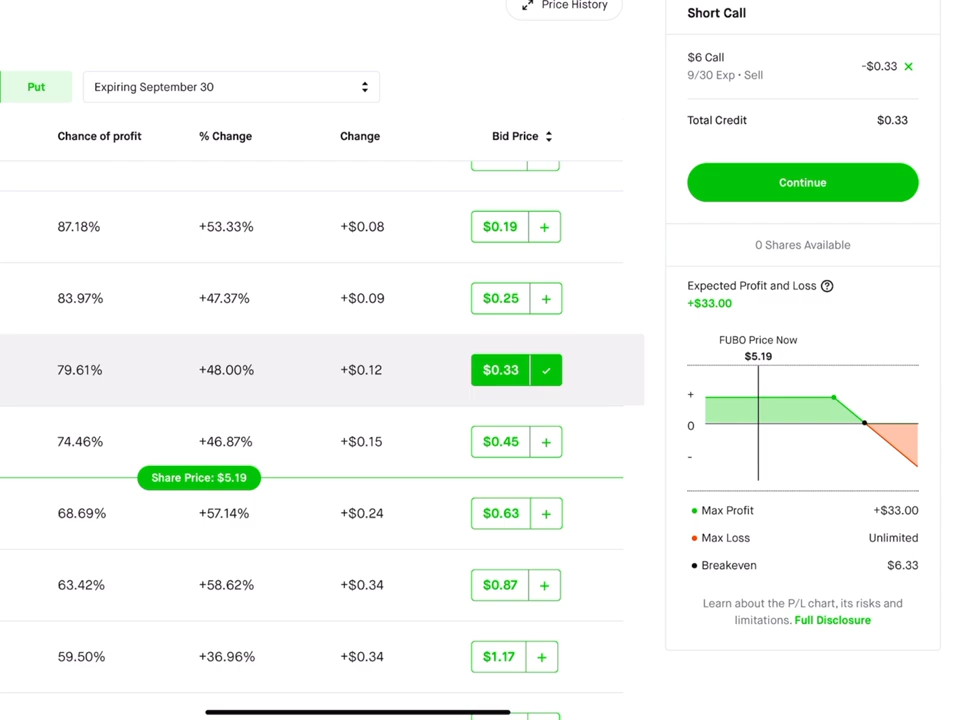 Price History
Short Call
$6 Call
9/30 Exp • Sell
-$0.33 ×
Put
Expiring September 30
Total Credit
$0.33
Chance of profit
% Change
Change
Bid Price
Continue
87.18%
+53.33%
+$0.08
$0.19 +
0 Shares Available
83.97%
+47.37%
+$0.09
$0.25 +
Expected Profit and Loss ?
+$33.00
FUBO Price Now
$5.19
79.61%
+48.00%
+$0.12
$0.33 ✓
+
0
-
74.46%
+46.87%
+$0.15
$0.45 +
Share Price: $5.19
68.69%
+57.14%
+$0.24
$0.63 +
Max Profit
+$33.00
Max Loss
Unlimited
Breakeven
$6.33
63.42%
+58.62%
+$0.34
$0.87 +
Learn about the P/L chart, its risks and
limitations. Full Disclosure
59.50%
+36.96%
+$0.34
$1.17 +